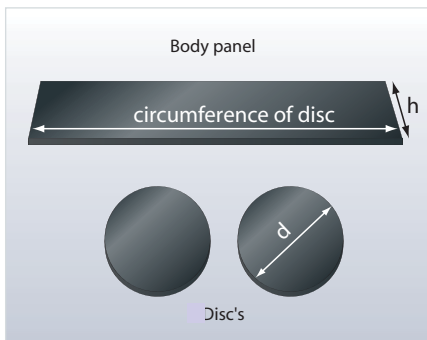 Body panel
circumference of disc
h
d
Disc's